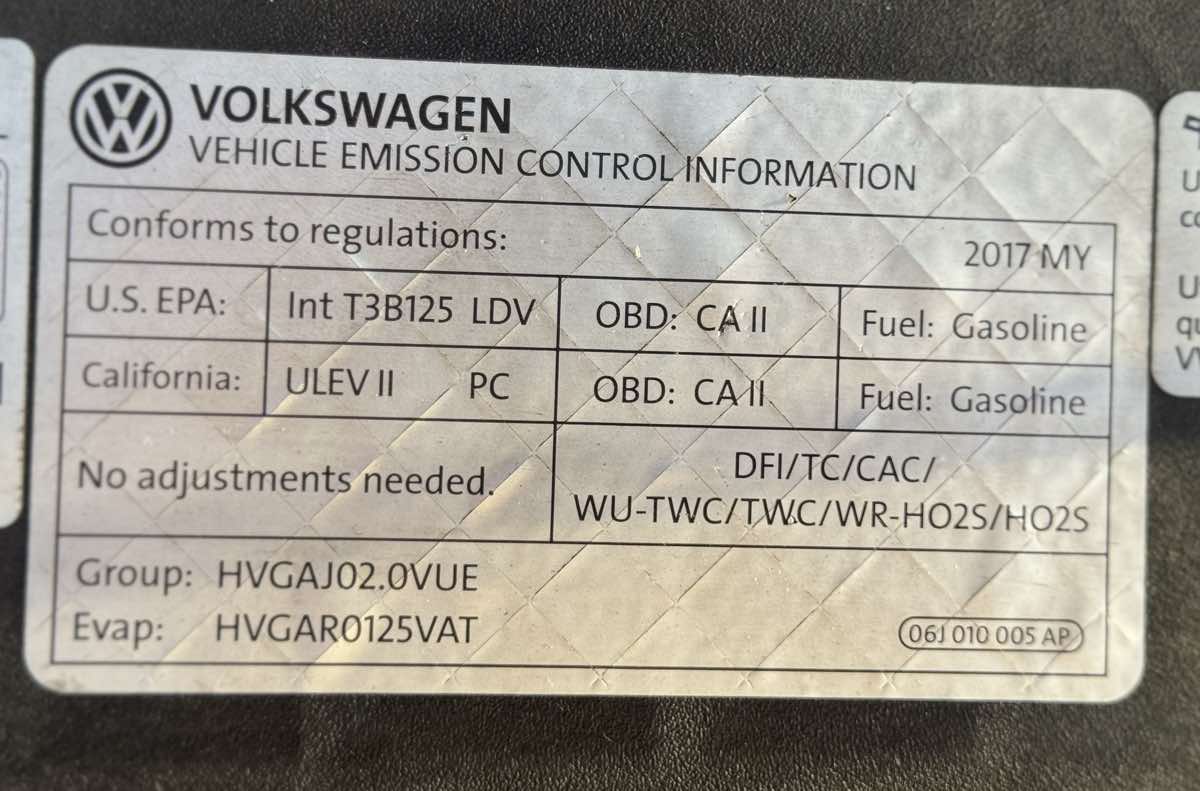 VOLKSWAGEN
VEHICLE EMISSION CONTROL INFORMATION
Conforms to regulations: 2017 MY
U.S. EPA: Int T3B125 LDV OBD: CA II Fuel: Gasoline
California: ULEV II PC OBD: CA II Fuel: Gasoline
No adjustments needed.
DFI/TC/CAC/
WU-TWC/TWC/WR-HO2S/HO2S
Group: HVGAJ02.0VUE
Evap: HVGAR0125VAT
06J 010 005 AP